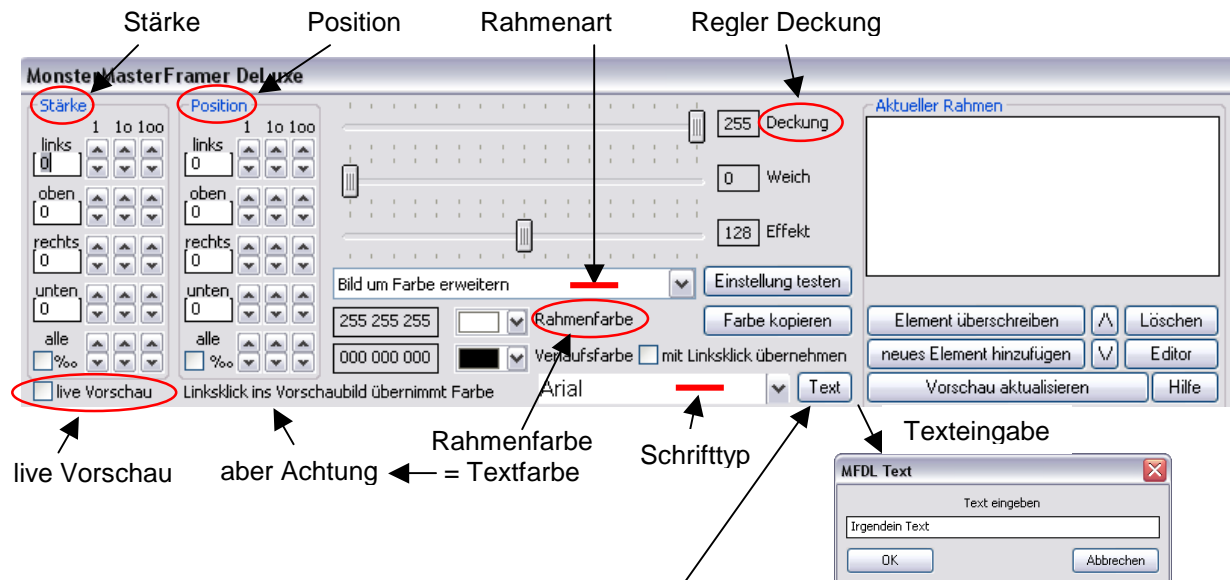 Stärke Position Rahmenart Regler Deckung
MonsterMasterFramer DeLuxe
Stärke Position Aktueller Rahmen
1 1o 1oo 1 1o 1oo
255 Deckung
links links
0 0
0 Weich
oben oben
0 0
128 Effekt
rechts rechts
0 0
Bild um Farbe erweitern Einstellung testen
unten unten
0 0
255 255 255 Rahmenfarbe Farbe kopieren Element überschreiben /\ Löschen
alle alle
‰ ‰ 000 000 000 Verlaufsfarbe mit Linksklick übernehmen neues Element hinzufügen \/ Editor
live Vorschau Linksklick ins Vorschaubild übernimmt Farbe Arial Text Vorschau aktualisieren Hilfe
live Vorschau aber Achtung Rahmenfarbe Schrifttyp Texteingabe
= Textfarbe
MFDL Text
Text eingeben
Irgendein Text
OK Abbrechen